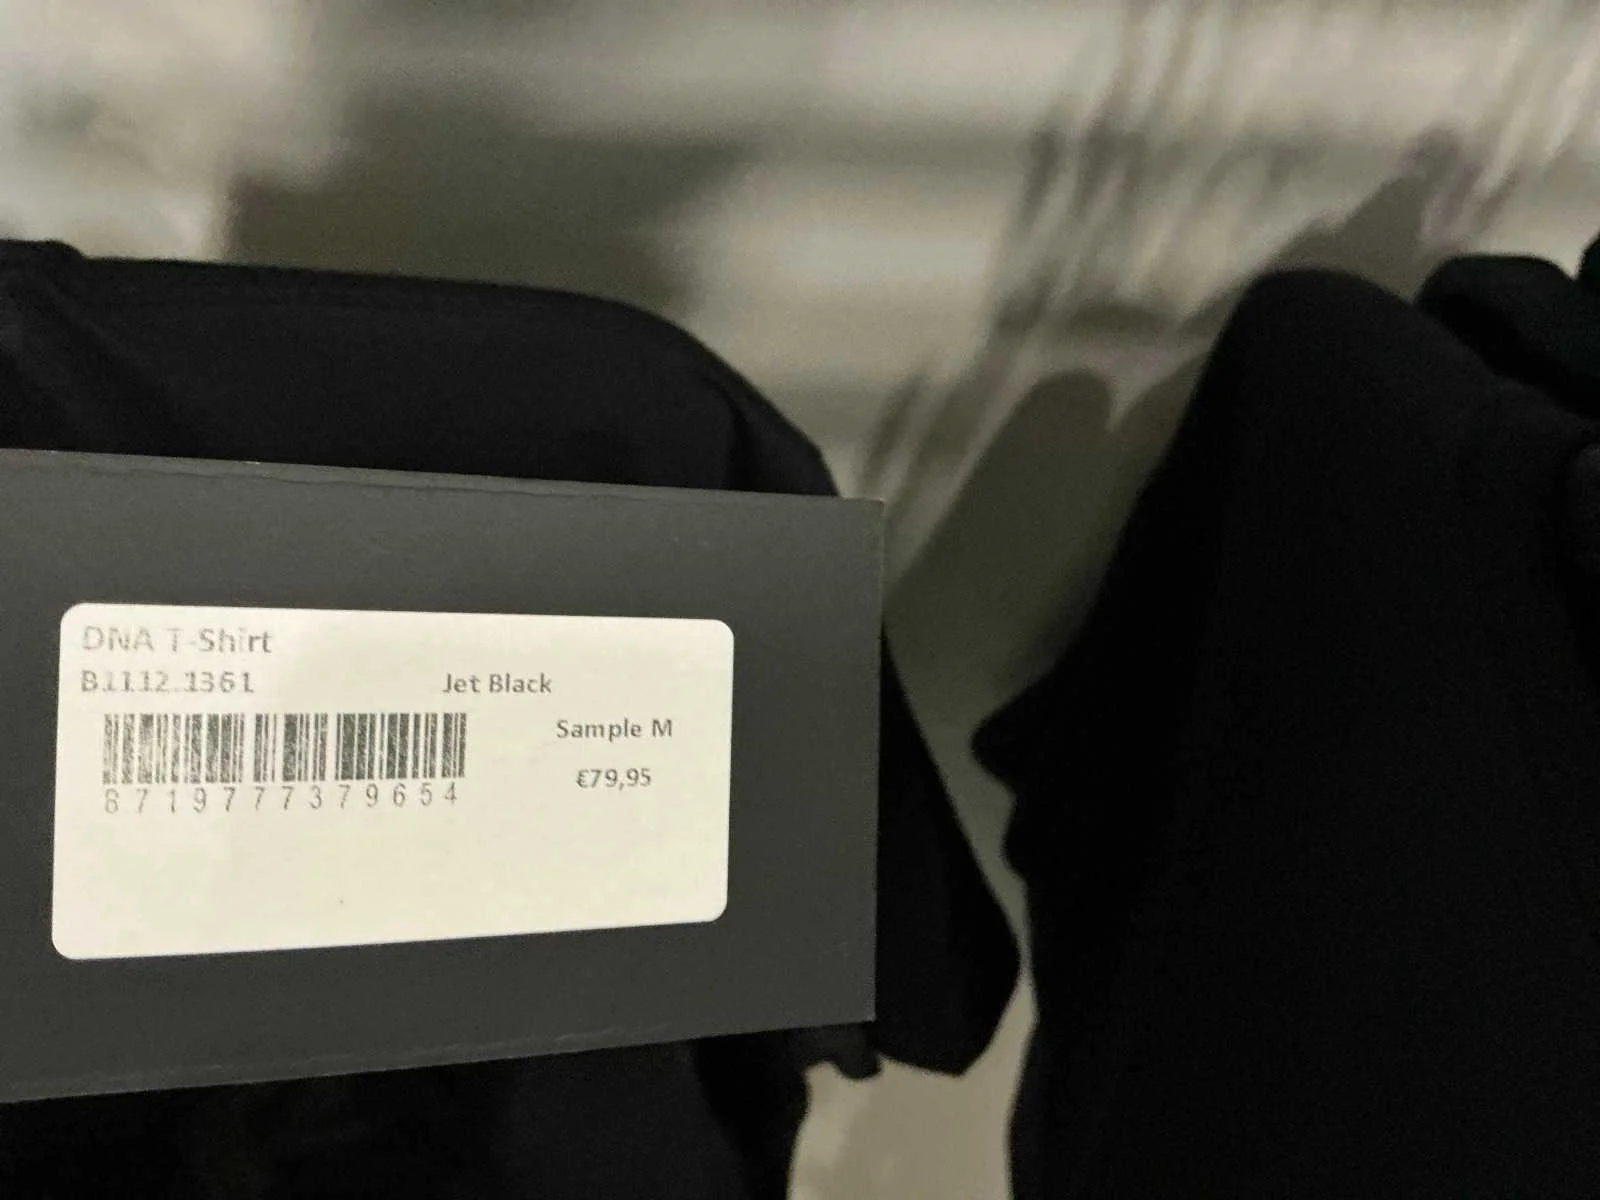 DNA T-Shirt
B1112.1361 Jet Black
Sample M
€79,95
8719777379654